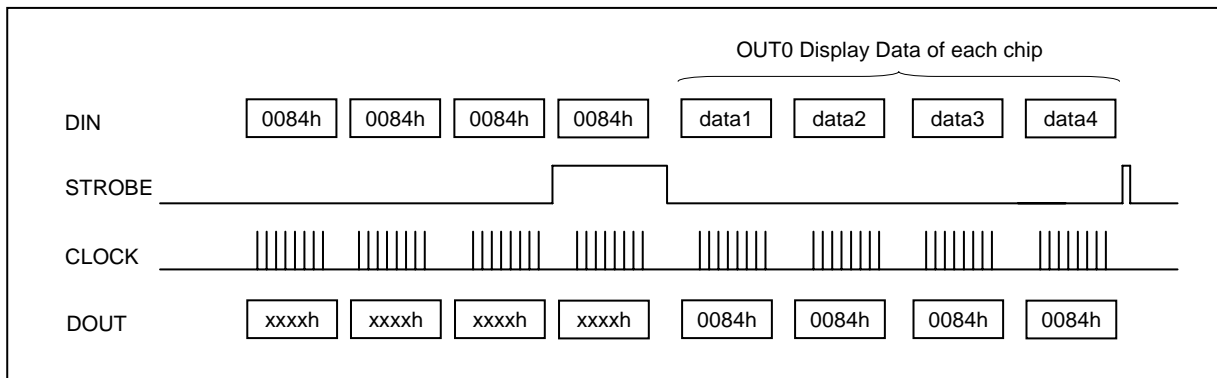 OUT0 Display Data of each chip
DIN 0084h 0084h 0084h 0084h data1 data2 data3 data4
STROBE
CLOCK
DOUT xxxxh xxxxh xxxxh xxxxh 0084h 0084h 0084h 0084h